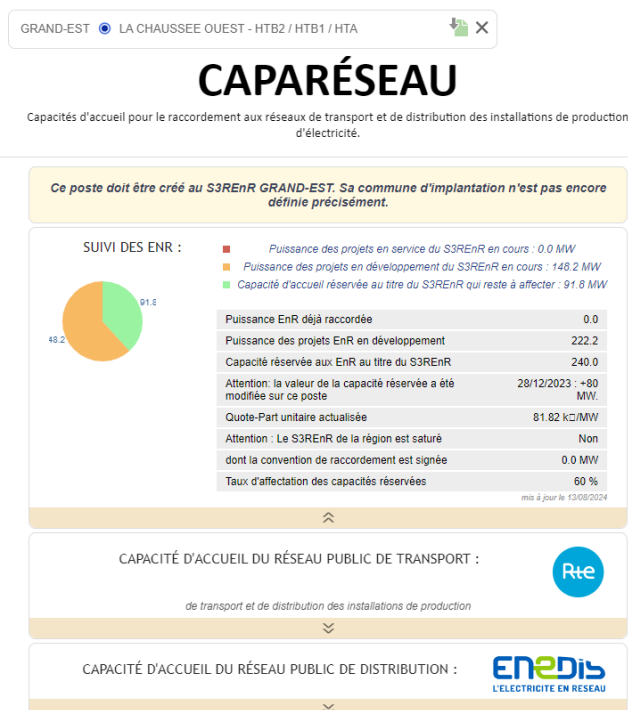 GRAND-EST LA CHAUSSEE OUEST - HTB2 / HTB1 / HTA
CAPARÉSEAU
Capacités d'accueil pour le raccordement aux réseaux de transport et de distribution des installations de production
d'électricité.
Ce poste doit être créé au S3REnR GRAND-EST. Sa commune d'implantation n'est pas encore
définie précisément.
SUIVI DES ENR :
Puissance des projets en service du S3REnR en cours : 0.0 MW
Puissance des projets en développement du S3REnR en cours : 148.2 MW
Capacité d'accueil réservée au titre du S3REnR qui reste à affecter : 91.8 MW
91.8
48.2
Puissance EnR déjà raccordée 0.0
Puissance des projets EnR en développement 222.2
Capacité réservée aux EnR au titre du S3REnR 240.0
Attention: la valeur de la capacité réservée a été 28/12/2023 : +80
modifiée sur ce poste MW.
Quote-Part unitaire actualisée 81.82 k□/MW
Attention : Le S3REnR de la région est saturé Non
dont la convention de raccordement est signée 0.0 MW
Taux d'affectation des capacités réservées 60 %
mis à jour le 13/08/2024
CAPACITÉ D'ACCUEIL DU RÉSEAU PUBLIC DE TRANSPORT :
Rte
de transport et de distribution des installations de production
CAPACITÉ D'ACCUEIL DU RÉSEAU PUBLIC DE DISTRIBUTION :
ENEDIS
L'ELECTRICITE EN RESEAU